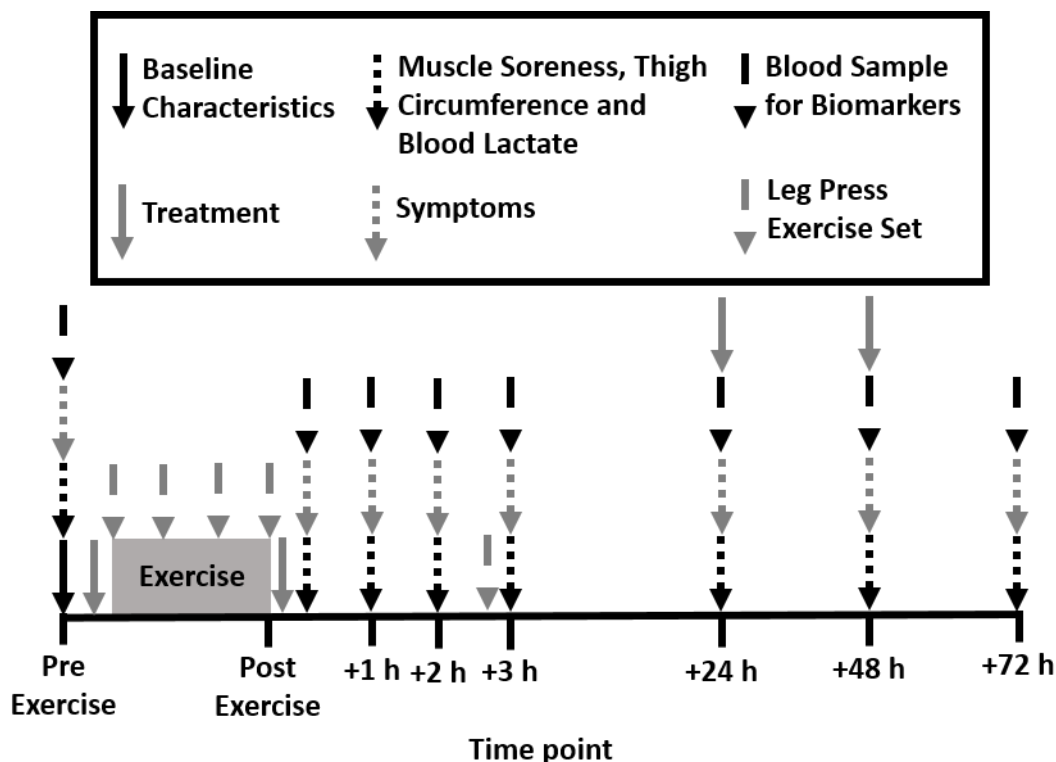 Baseline
Characteristics
Muscle Soreness, Thigh
Circumference and
Blood Lactate
Blood Sample
for Biomarkers
Treatment
Symptoms
Leg Press
Exercise Set
Exercise
Pre
Exercise
Post
Exercise
+1 h
+2 h
+3 h
+24 h
+48 h
+72 h
Time point